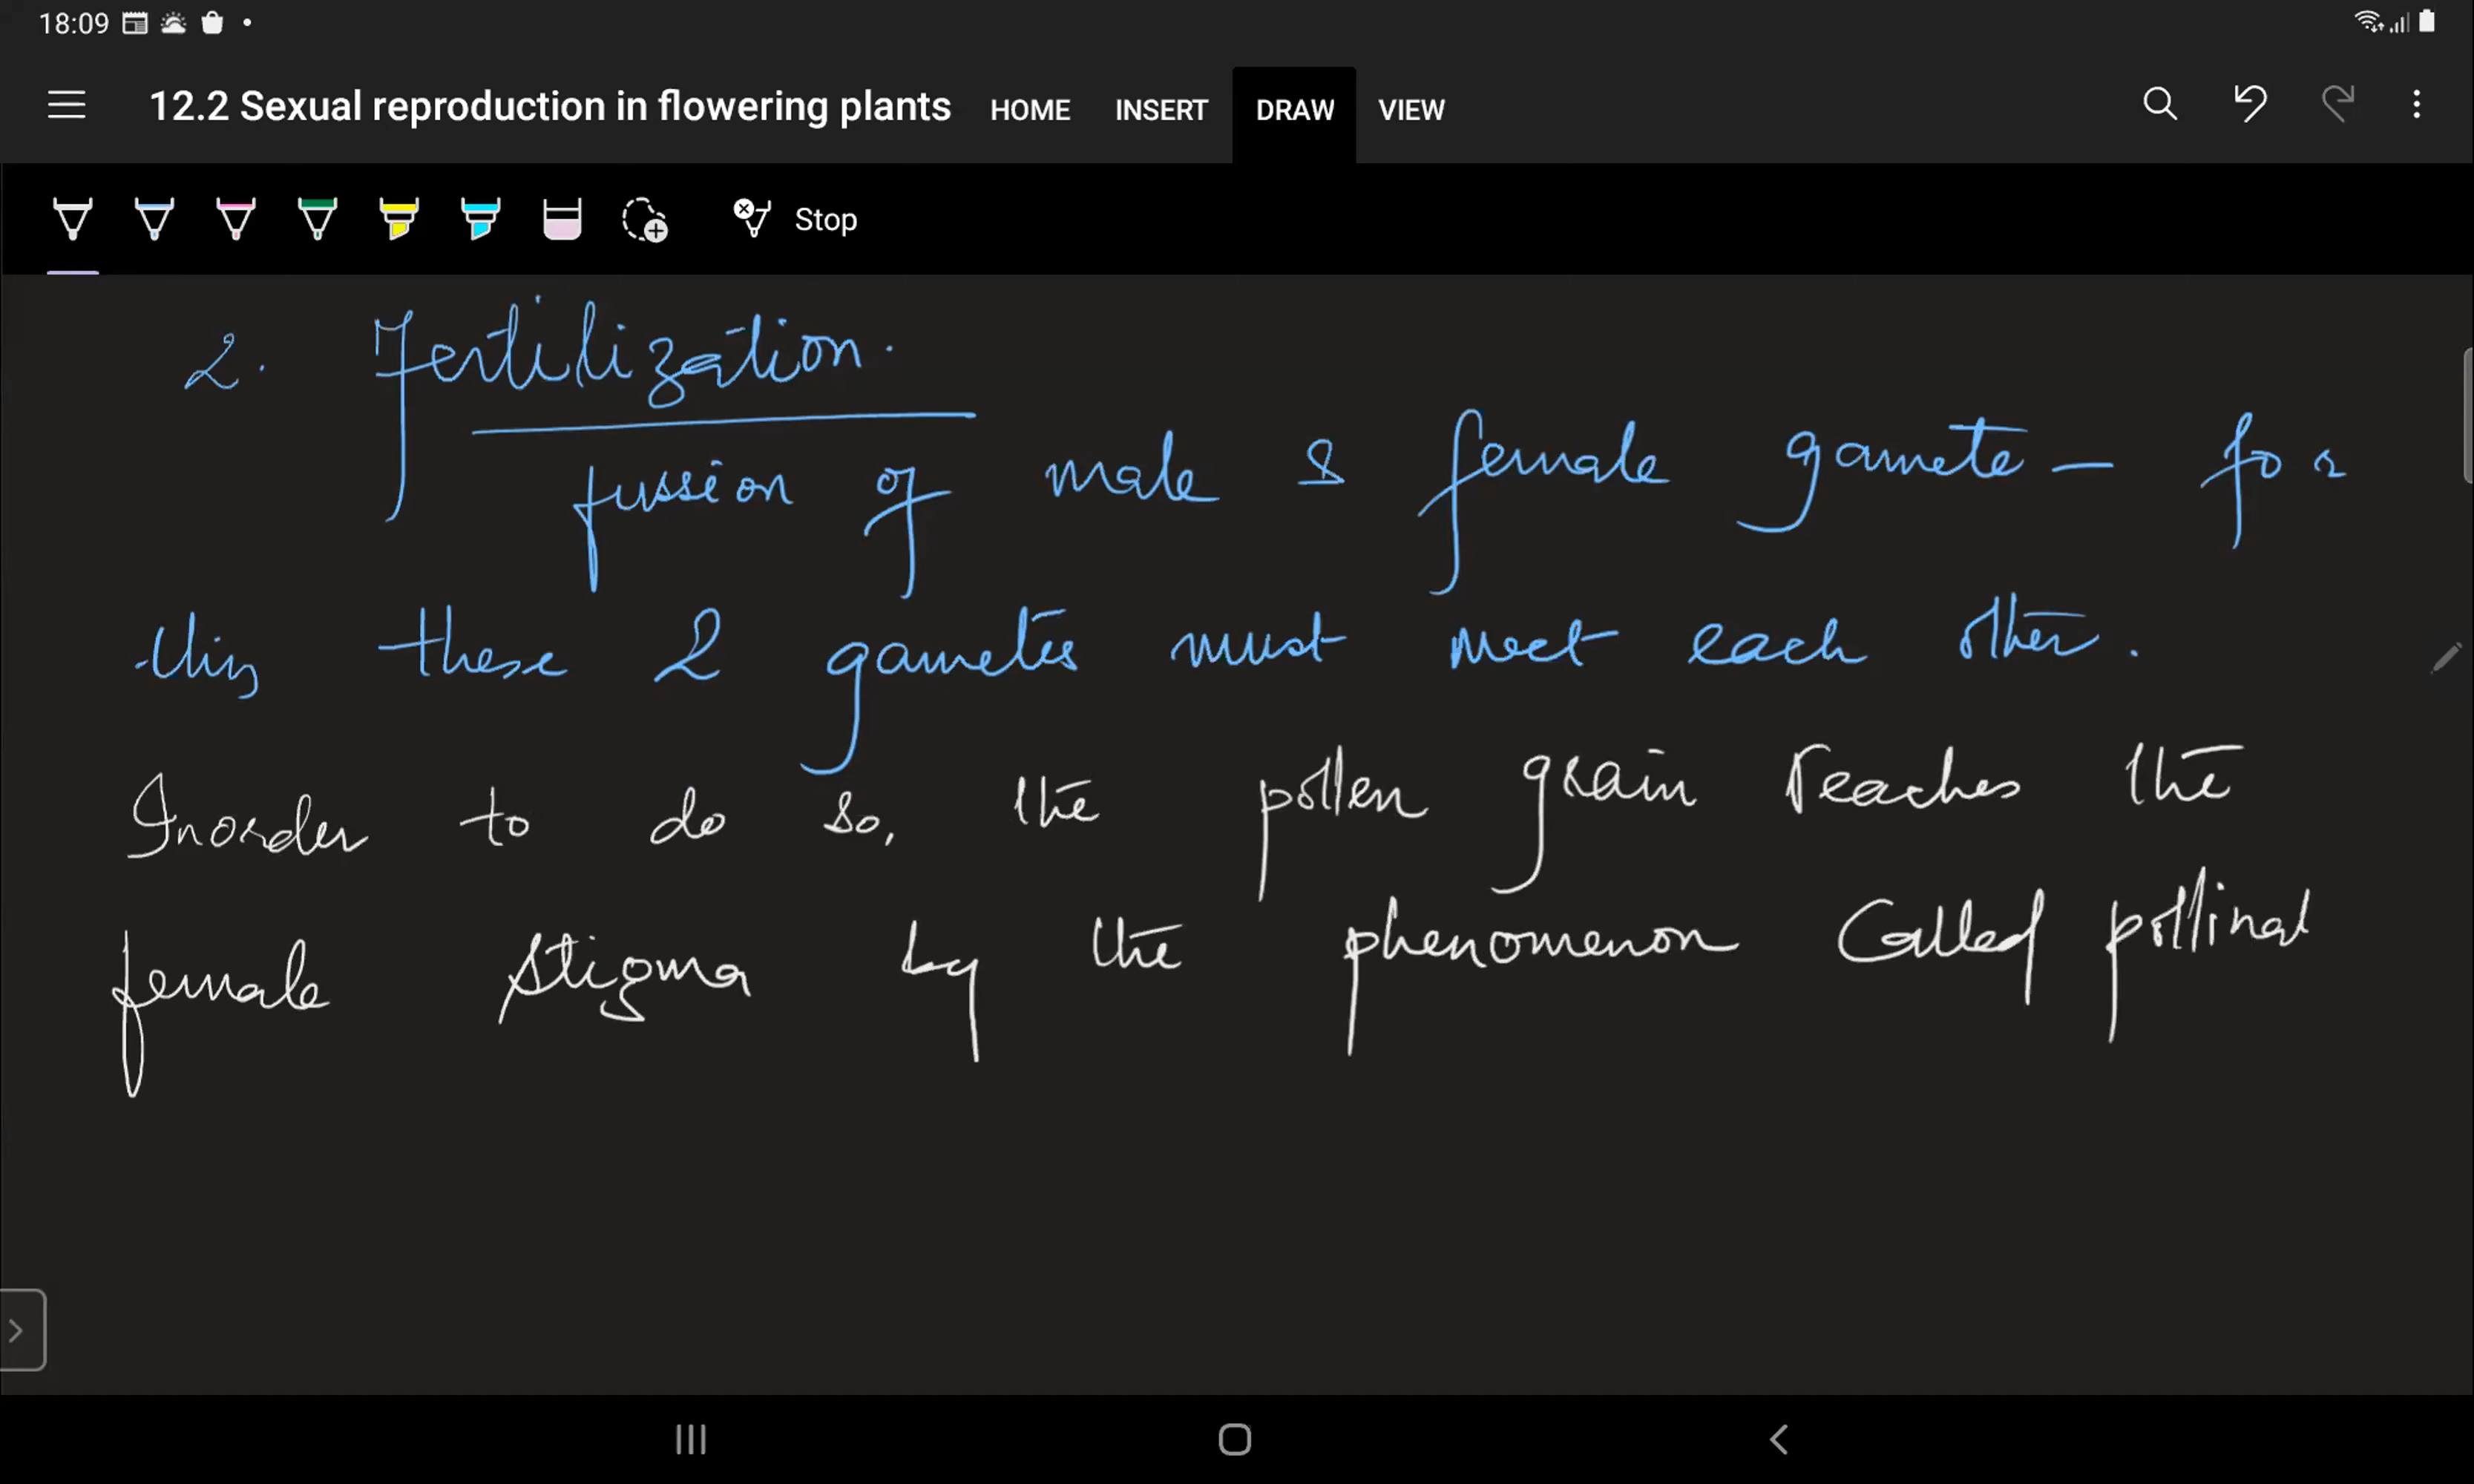 18:09
12.2 Sexual reproduction in flowering plants HOME INSERT DRAW VIEW
Stop
2. Fertilization.
fussion of male & female gamete - for
this these 2 gametes must meet each other.
Inorder to do so, the pollen grain reaches the
female stigma by the phenomenon called pollinat